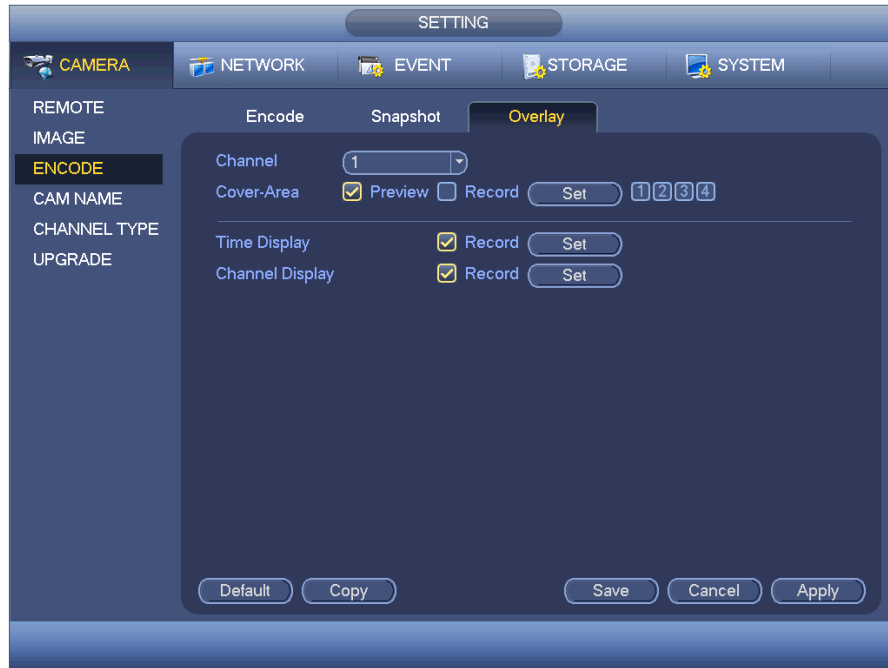 SETTING
CAMERA NETWORK EVENT STORAGE SYSTEM
REMOTE
IMAGE
ENCODE
CAM NAME
CHANNEL TYPE
UPGRADE
Encode Snapshot Overlay
Channel 1
Cover-Area Preview Record Set 1 2 3 4
Time Display Record Set
Channel Display Record Set
Default Copy Save Cancel Apply